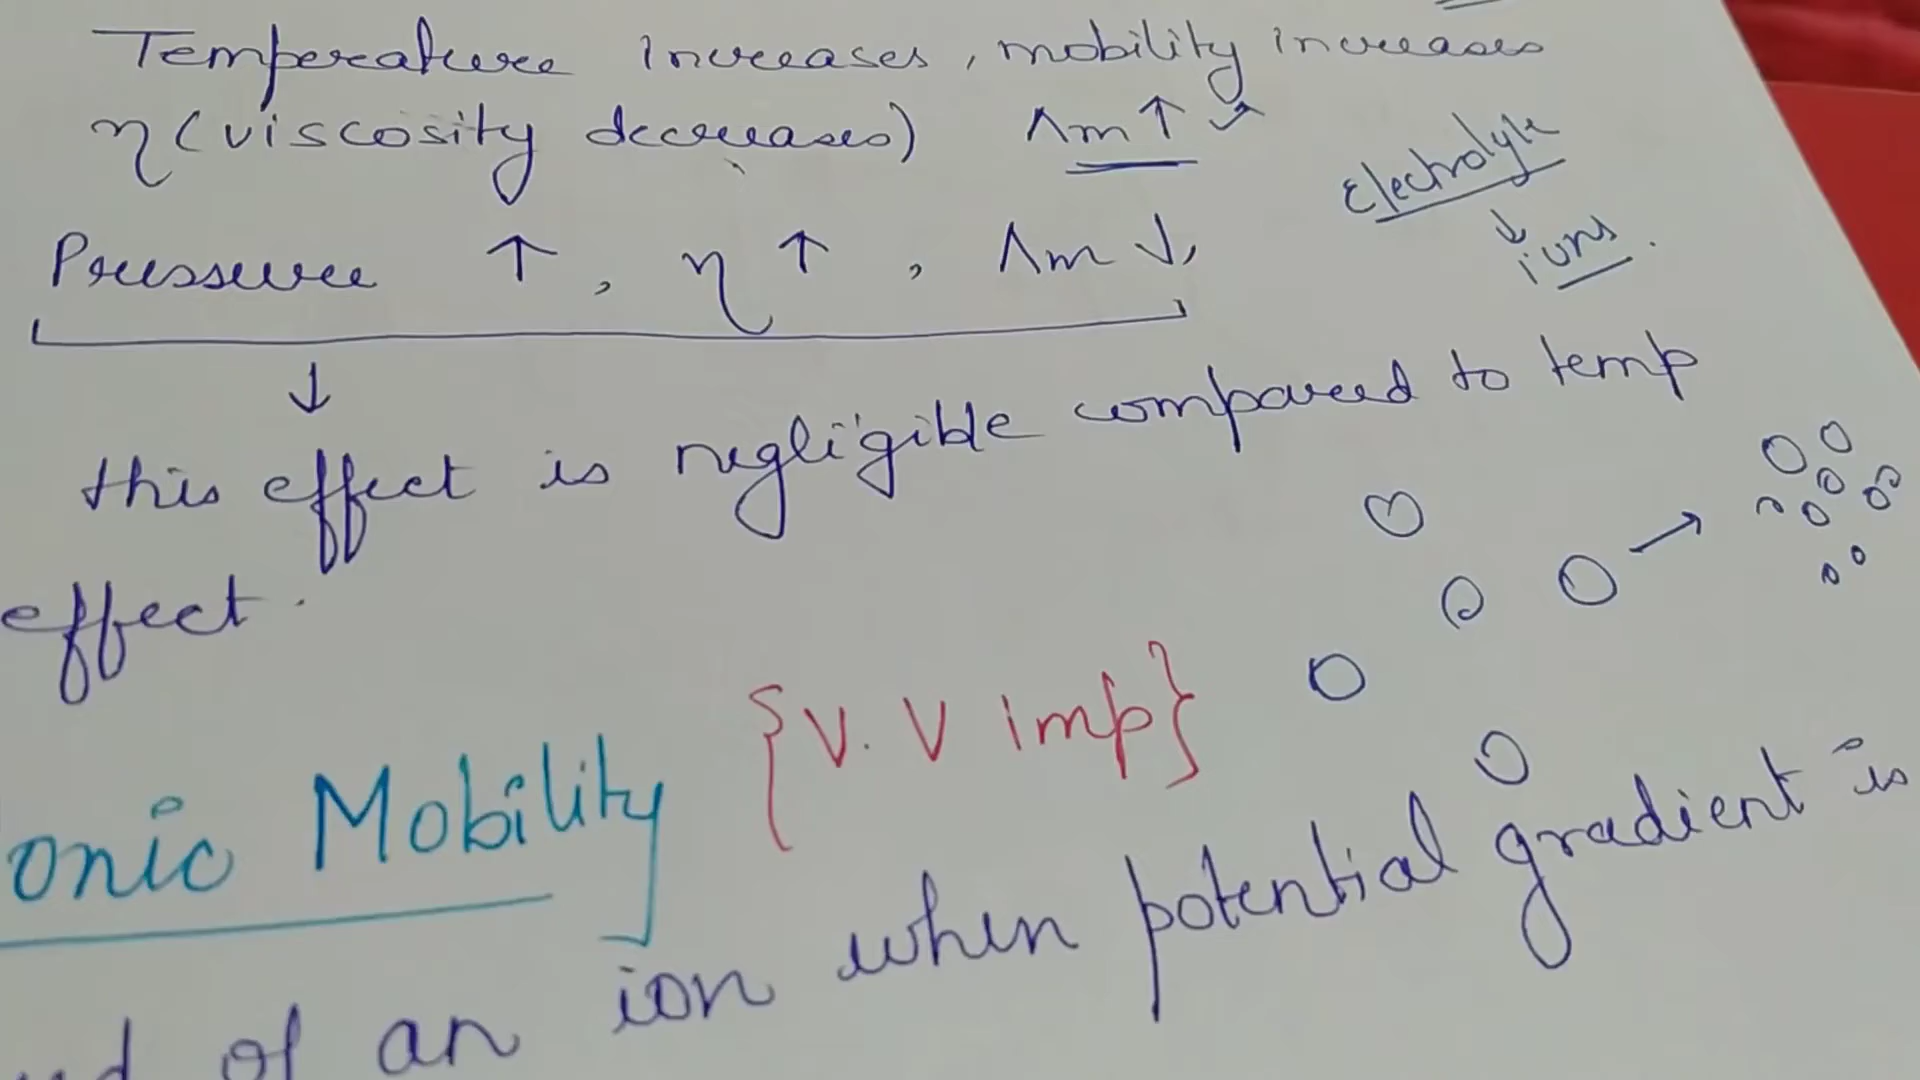 Temperature increases, mobility increases
η (viscosity decreases) Λm ↑
Electrolyte
↓
ions.
Pressure ↑, η ↑, Λm ↓,
↓
this effect is negligible compared to temp
effect.
onic Mobility {V. V imp}
of an ion when potential gradient is